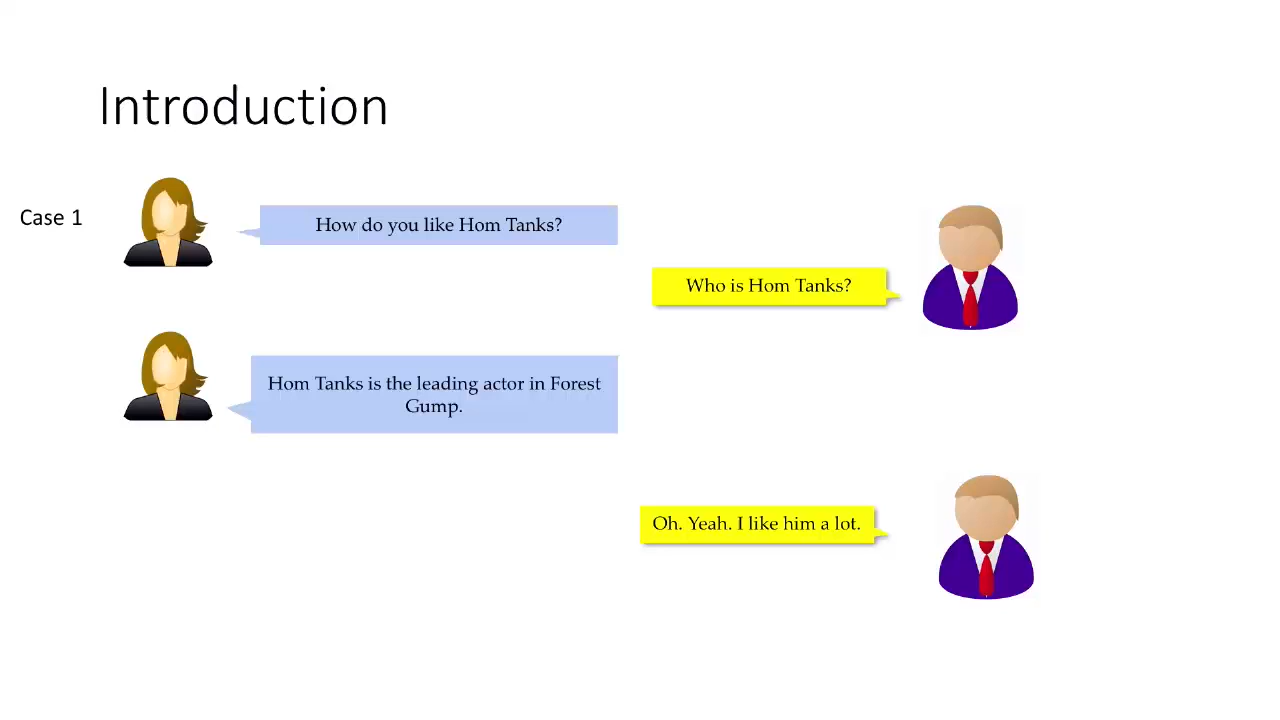 Introduction
Case 1
How do you like Hom Tanks?
Who is Hom Tanks?
Hom Tanks is the leading actor in Forest
Gump.
Oh. Yeah. I like him a lot.